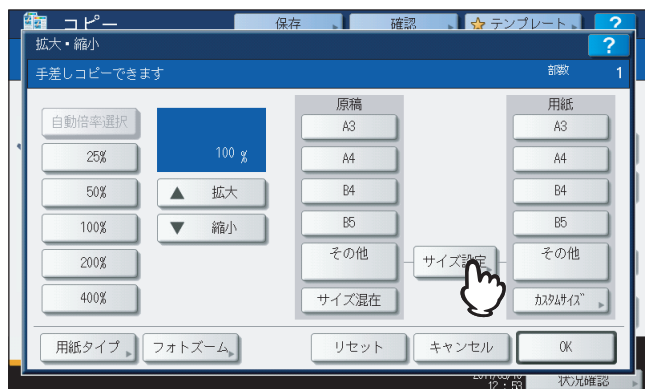 コピー
保存
確認
テンプレート
?
拡大・縮小
?
手差しコピーできます
部数 1
原稿
用紙
自動倍率選択
25%
50%
100%
200%
400%
100 %
▲ 拡大
▼ 縮小
A3
A4
B4
B5
その他
サイズ混在
サイズ設定
A3
A4
B4
B5
その他
カスタムサイズ
用紙タイプ
フォトズーム
リセット
キャンセル
OK
12:53
状況確認